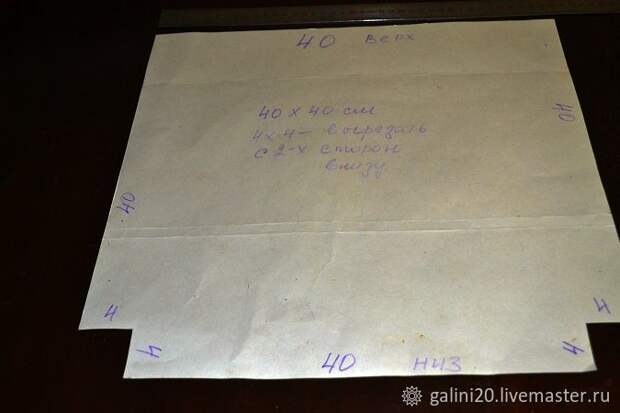 40 верх
40
40 х 40 см
4х4 - вырезать
с 2-х сторон
внизу
40
4
4
4
4
40 низ
galini20.livemaster.ru